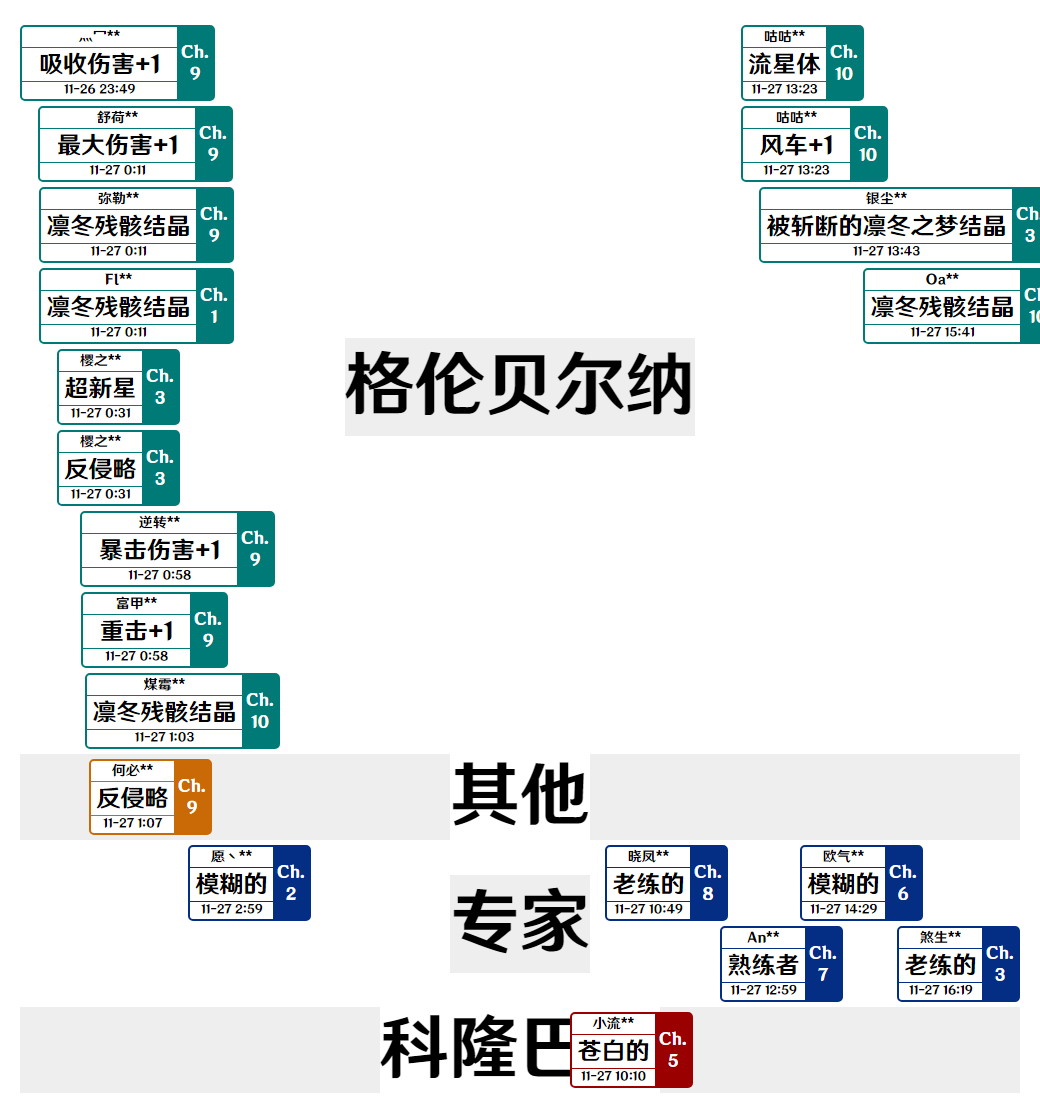 **
吸收伤害+1
11-26 23:49
Ch.
9
舒荷**
最大伤害+1
11-27 0:11
Ch.
9
弥勒**
凛冬残骸结晶
11-27 0:11
Ch.
9
Fl**
凛冬残骸结晶
11-27 0:11
Ch.
1
樱之**
超新星
11-27 0:31
Ch.
3
樱之**
反侵略
11-27 0:31
Ch.
3
逆转**
暴击伤害+1
11-27 0:58
Ch.
9
富甲**
重击+1
11-27 0:58
Ch.
9
煤霉**
凛冬残骸结晶
11-27 1:03
Ch.
10
咕咕**
流星体
11-27 13:23
Ch.
10
咕咕**
风车+1
11-27 13:23
Ch.
10
银尘**
被斩断的凛冬之梦结晶
11-27 13:43
Ch.
3
Oa**
凛冬残骸结晶
11-27 15:41
Ch.
10
格伦贝尔纳
何必**
反侵略
11-27 1:07
Ch.
9
其他
愿丶**
模糊的
11-27 2:59
Ch.
2
专家
晓凤**
老练的
11-27 10:49
Ch.
8
欧气**
模糊的
11-27 14:29
Ch.
6
An**
熟练者
11-27 12:59
Ch.
7
煞生**
老练的
11-27 16:19
Ch.
3
科隆巴
小流**
苍白的
11-27 10:10
Ch.
5